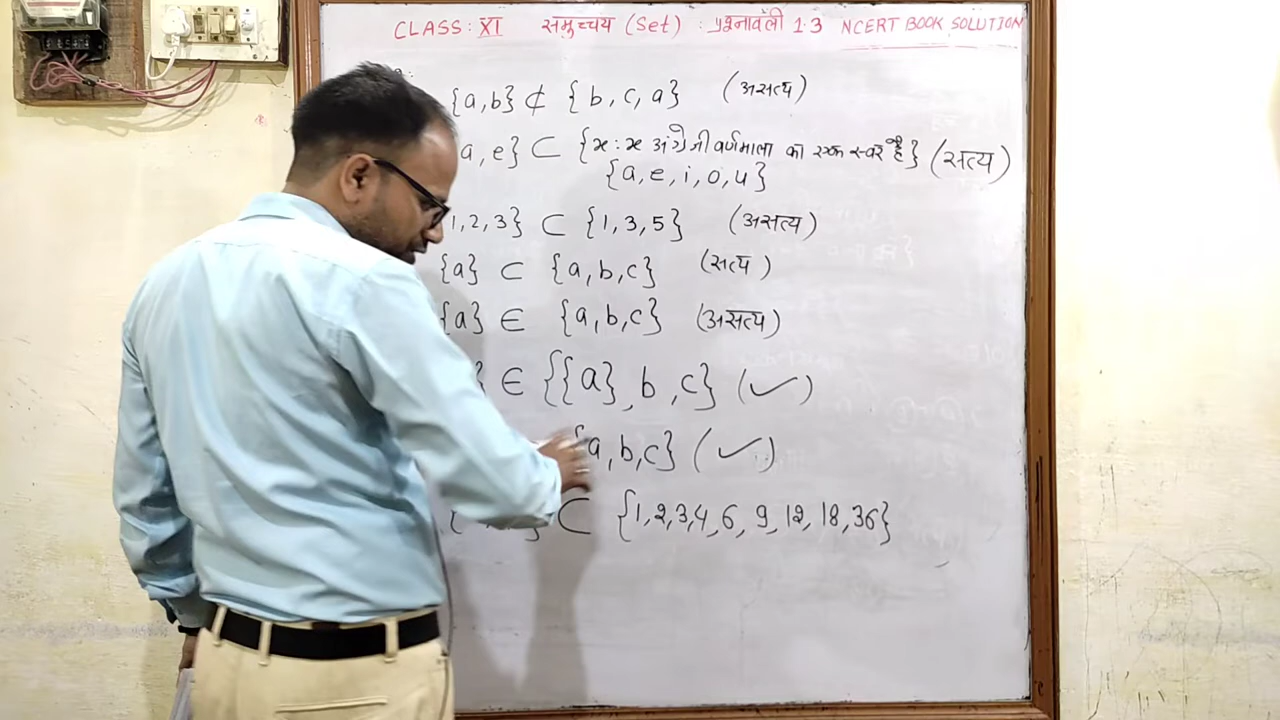 CLASS: XI समुच्चय (Set) : प्रश्नावली 1.3 NCERT BOOK SOLUTION
{a,b} ⊄ {b, c, a} (असत्य)
a, e} ⊂ {x : x अंग्रेजी वर्णमाला का एक स्वर है} (सत्य)
{a, e, i, o, u}
1, 2, 3} ⊂ {1, 3, 5} (असत्य)
{a} ⊂ {a, b, c} (सत्य)
{a} ∈ {a, b, c} (असत्य)
} ∈ {{a}, b, c} (✓)
{a, b, c} (✓)
{ } ⊂ {1, 2, 3, 4, 6, 9, 12, 18, 36}